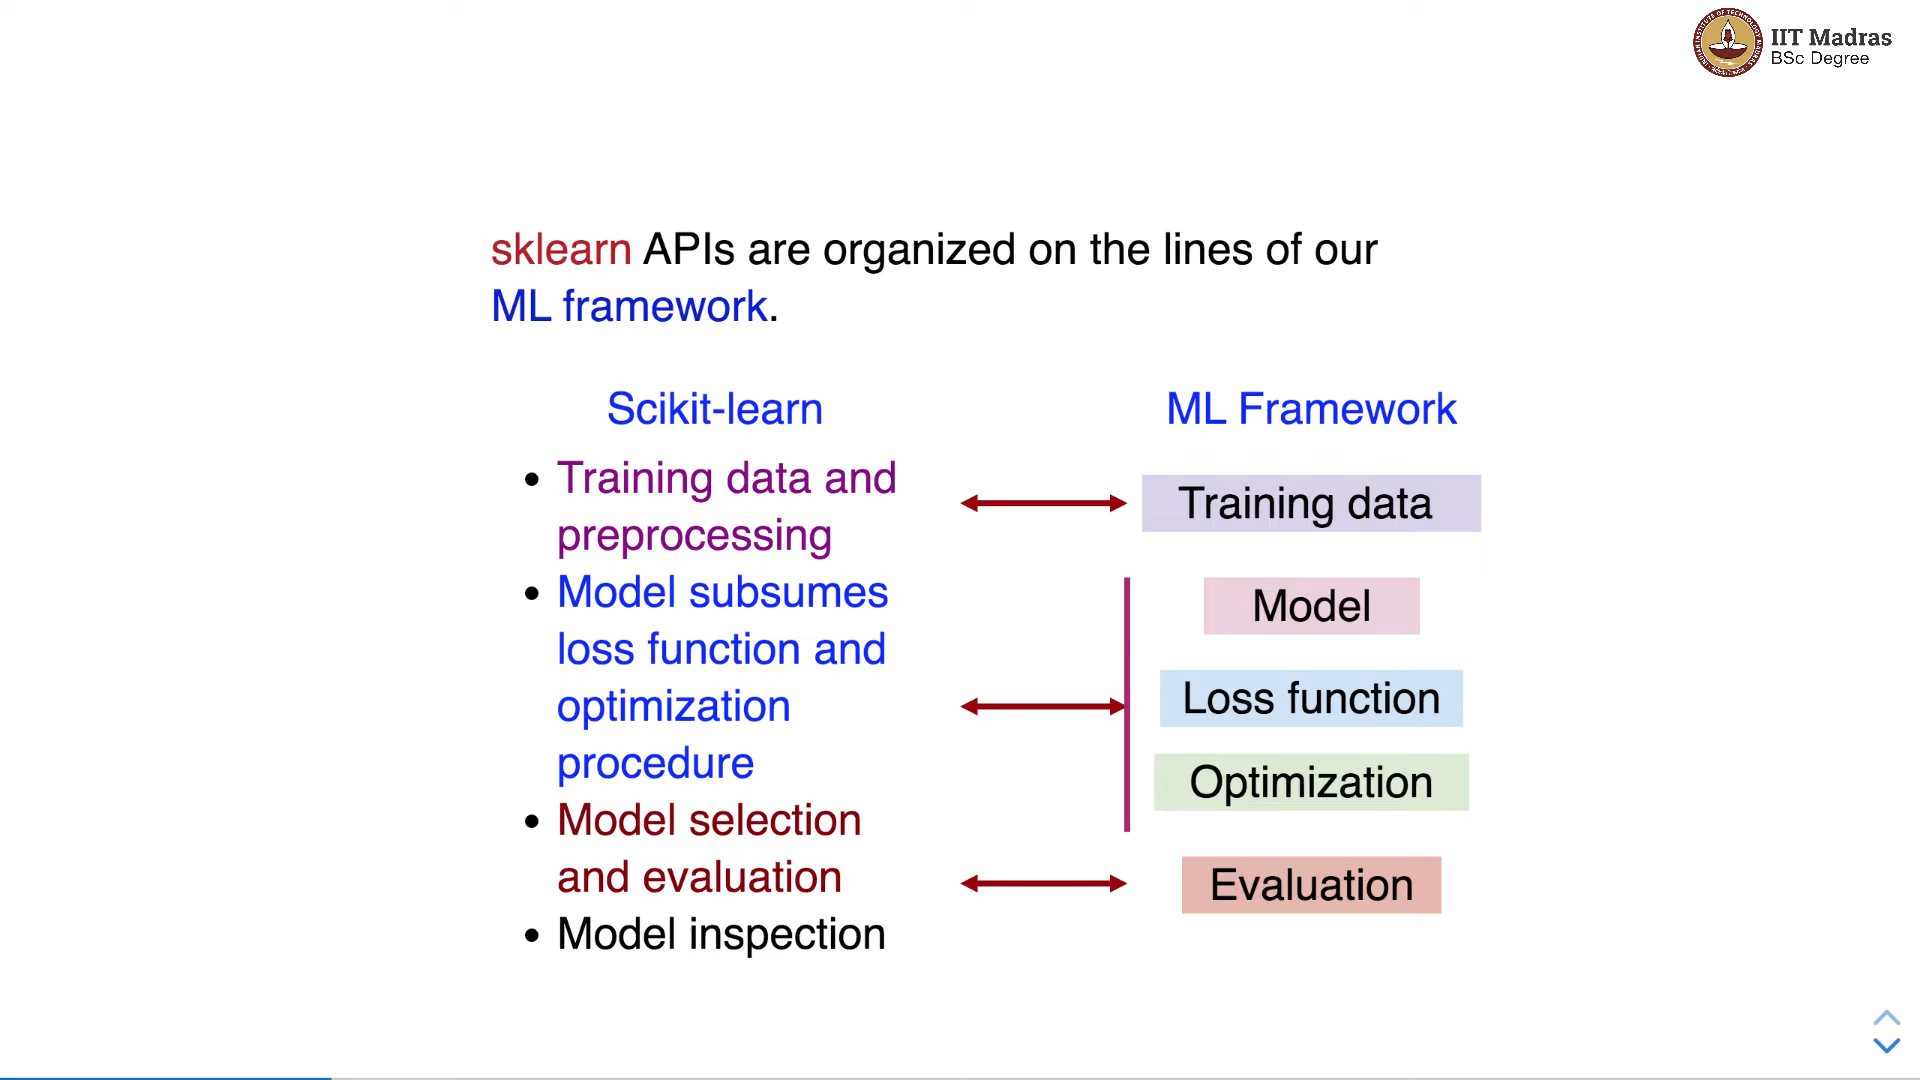 IIT Madras
BSc Degree
sklearn APIs are organized on the lines of our
ML framework.
Scikit-learn
• Training data and
preprocessing
• Model subsumes
loss function and
optimization
procedure
• Model selection
and evaluation
• Model inspection
ML Framework
Training data
Model
Loss function
Optimization
Evaluation